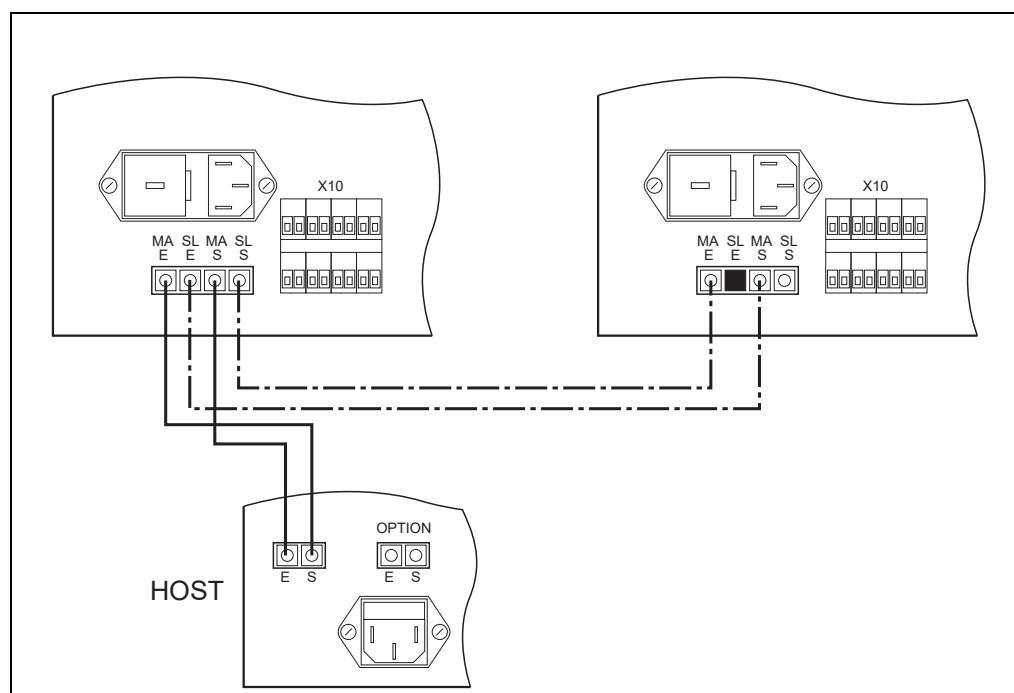 X10
MA SL MA SL
E E S S
X10
MA SL MA SL
E E S S
OPTION
E S
E S
HOST